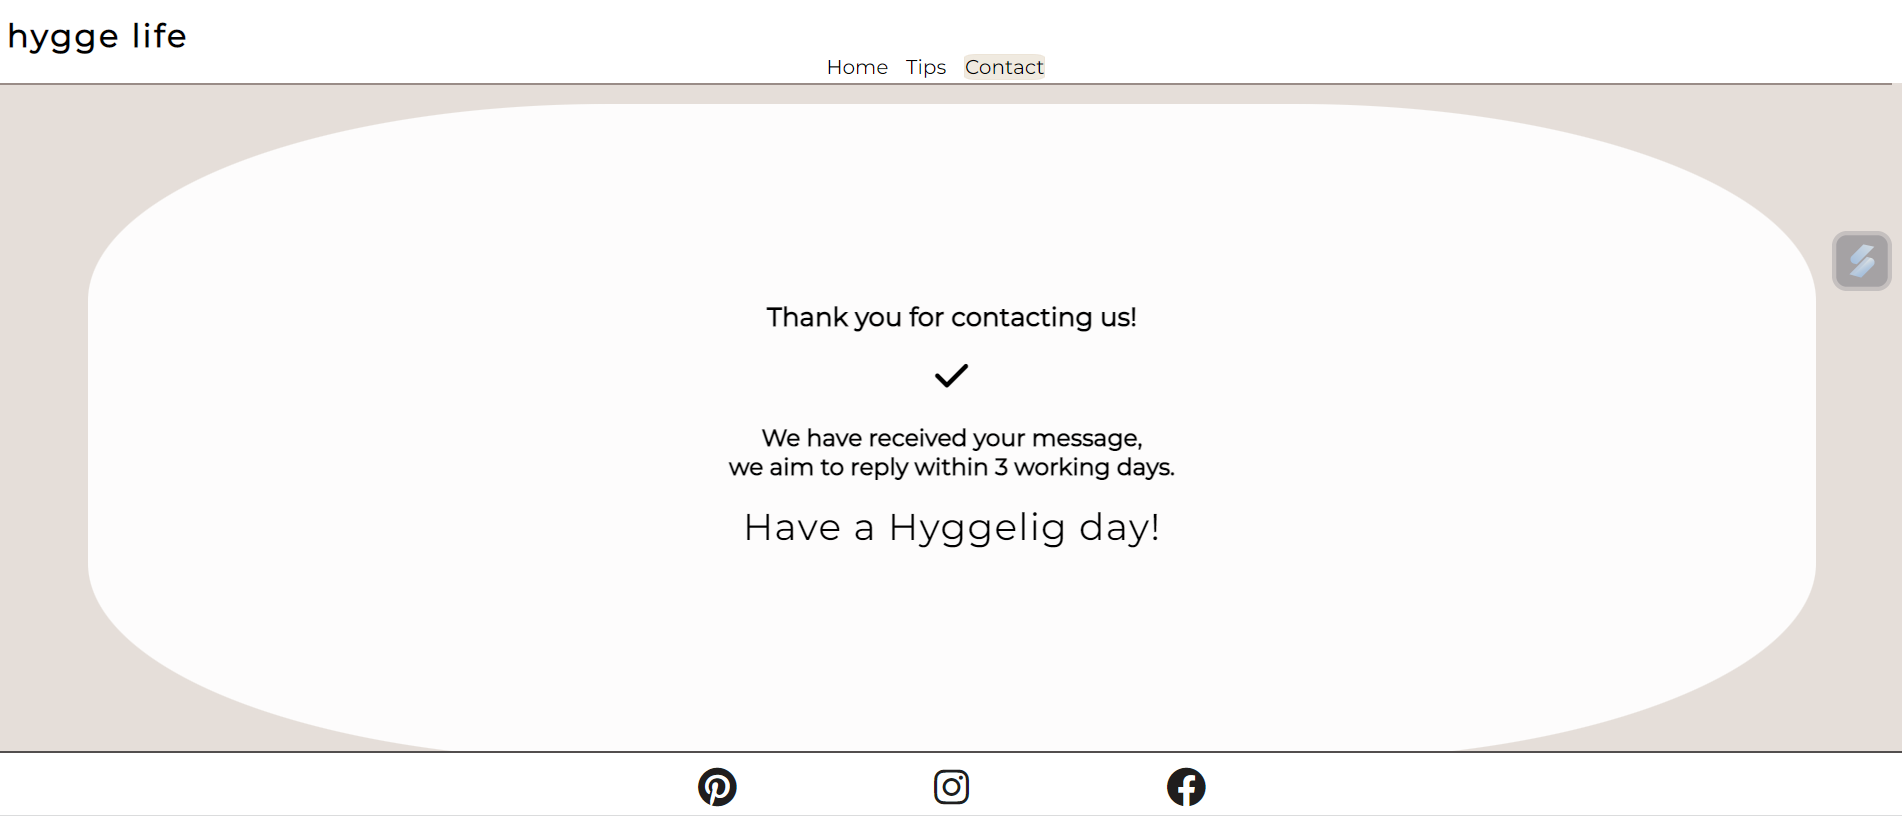 hygge life
Home Tips Contact
Thank you for contacting us!
We have received your message,
we aim to reply within 3 working days.
Have a Hyggelig day!